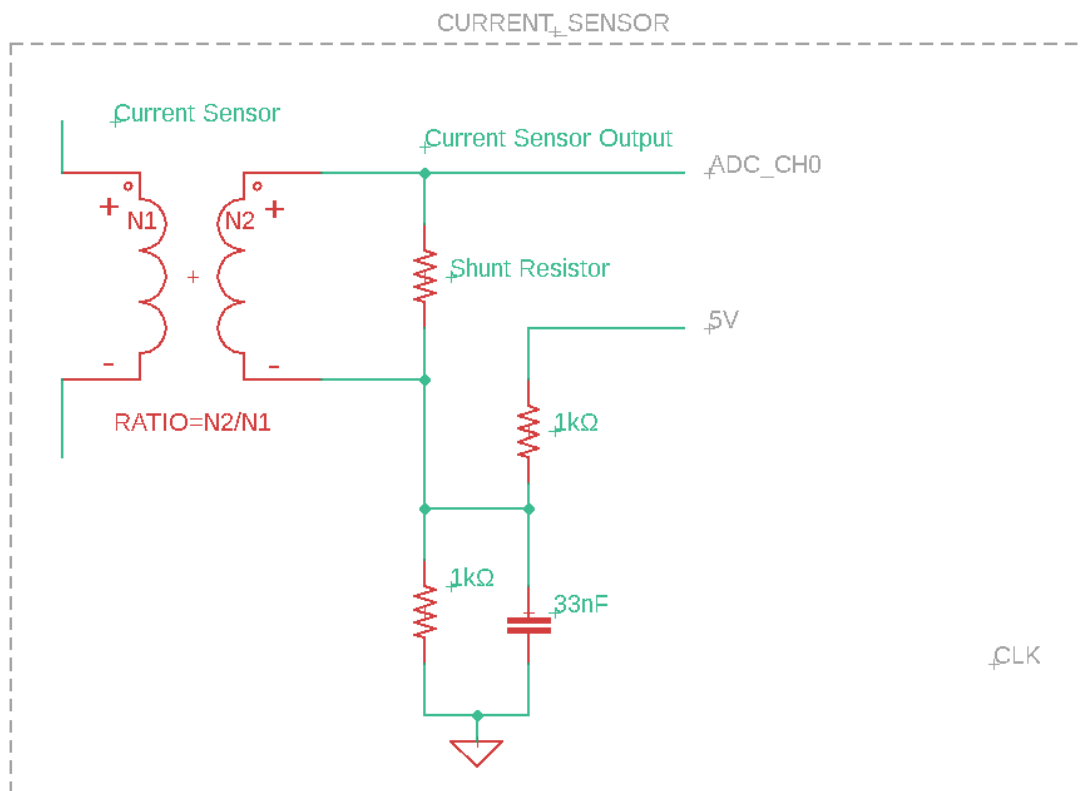 CURRENT_SENSOR
Current Sensor
Current Sensor Output
ADC_CH0
+ N1
N2 +
Shunt Resistor
5V
-
-
RATIO=N2/N1
1kΩ
1kΩ
33nF
CLK